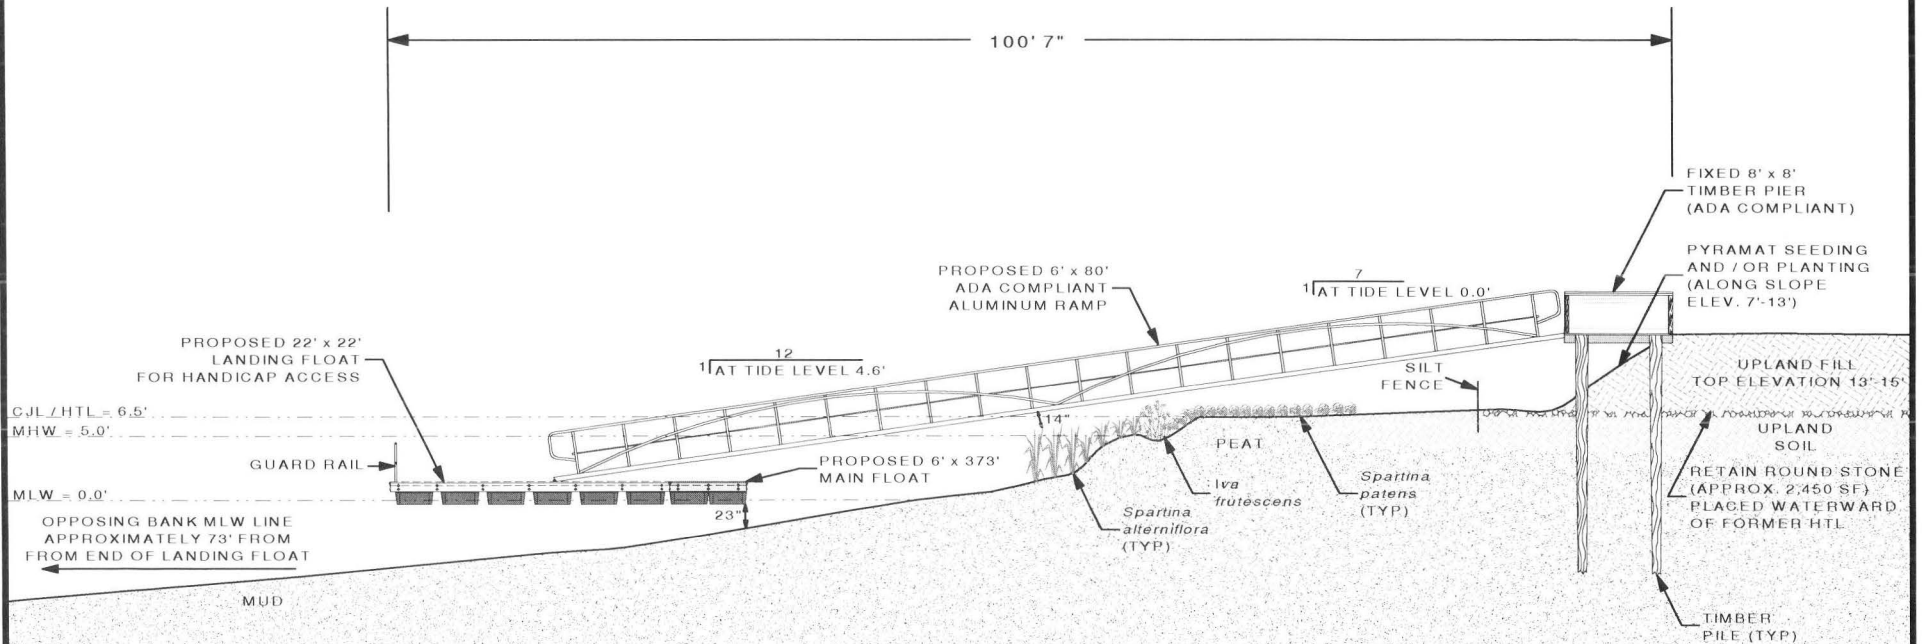 100' 7"
FIXED 8' x 8'
TIMBER PIER
(ADA COMPLIANT)
PYRAMAT SEEDING
AND / OR PLANTING
(ALONG SLOPE
ELEV. 7'-13')
PROPOSED 6' x 80'
ADA COMPLIANT
ALUMINUM RAMP
7
1 AT TIDE LEVEL 0.0'
PROPOSED 22' x 22'
LANDING FLOAT
FOR HANDICAP ACCESS
12
1 AT TIDE LEVEL 4.6'
SILT
FENCE
UPLAND FILL
TOP ELEVATION 13'-15'
CJL / HTL = 6.5'
MHW = 5.0'
14"
PEAT
UPLAND
SOIL
GUARD RAIL
PROPOSED 6' x 373'
MAIN FLOAT
MLW = 0.0'
23"
OPPOSING BANK MLW LINE
APPROXIMATELY 73' FROM
FROM END OF LANDING FLOAT
Spartina
alterniflora
(TYP)
Iva
frutescens
Spartina
patens
(TYP)
RETAIN ROUND STONE
(APPROX. 2,450 SF)
PLACED WATERWARD
OF FORMER HTL
MUD
TIMBER
PILE (TYP)